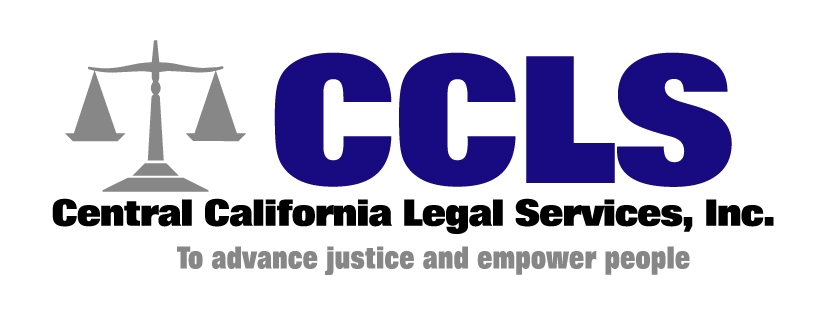 CCLS
Central California Legal Services, Inc.
To advance justice and empower people